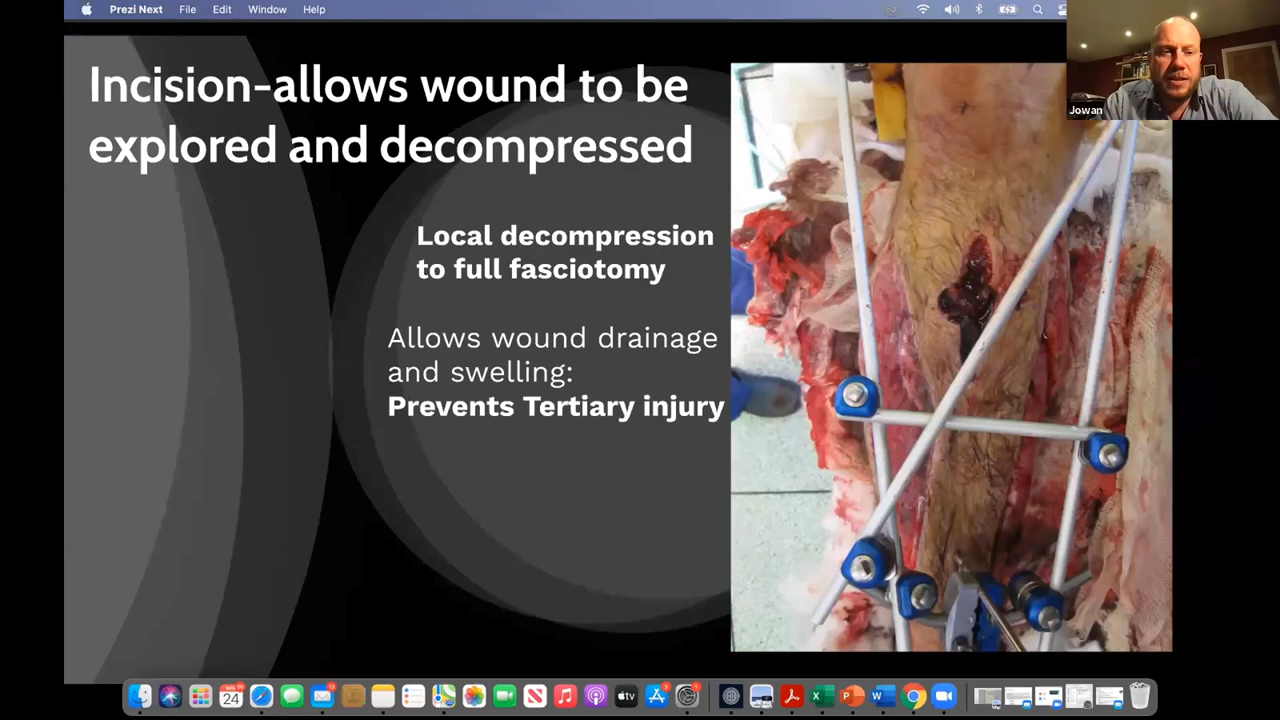 Prezi Next File Edit Window Help
Jowan
Incision-allows wound to be
explored and decompressed
Local decompression
to full fasciotomy
Allows wound drainage
and swelling:
Prevents Tertiary injury
24
tv